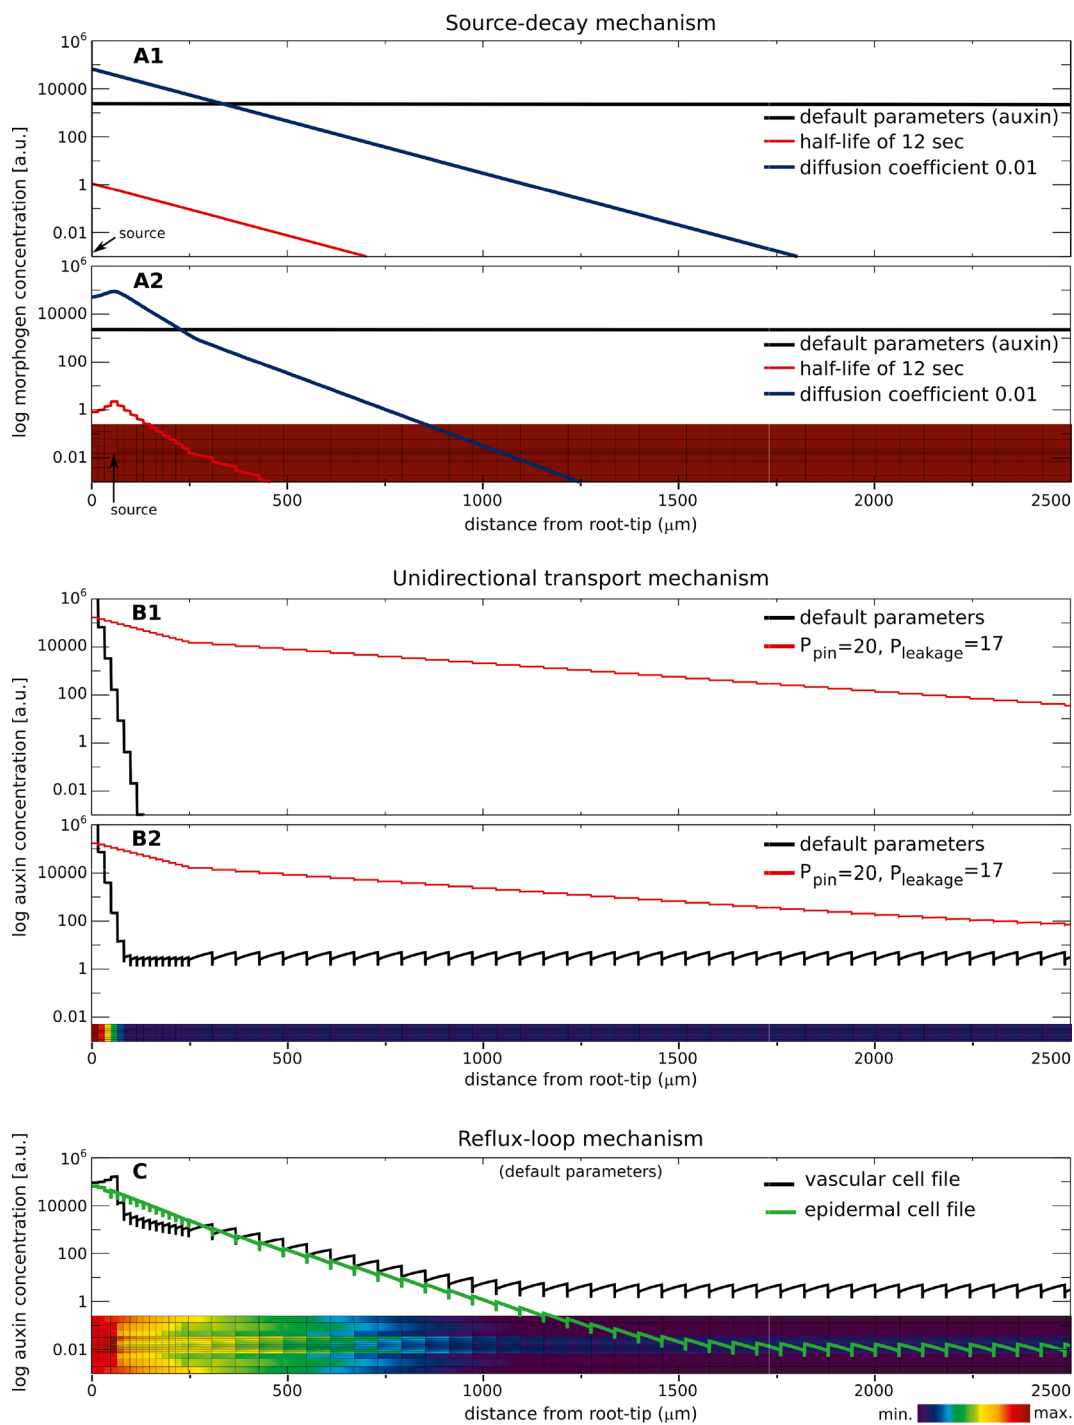 Source-decay mechanism
A1
10^6
10000
100
1
0.01
default parameters (auxin)
half-life of 12 sec
diffusion coefficient 0.01
source
log morphogen concentration [a.u.]
A2
10^6
10000
100
1
0.01
default parameters (auxin)
half-life of 12 sec
diffusion coefficient 0.01
source
0 500 1000 1500 2000 2500
distance from root-tip (μm)
Unidirectional transport mechanism
B1
10^6
10000
100
1
0.01
default parameters
P_pin=20, P_leakage=17
log auxin concentration [a.u.]
B2
10^6
10000
100
1
0.01
default parameters
P_pin=20, P_leakage=17
0 500 1000 1500 2000 2500
distance from root-tip (μm)
Reflux-loop mechanism
(default parameters)
C
10^6
10000
100
1
0.01
vascular cell file
epidermal cell file
log auxin concentration [a.u.]
0 500 1000 1500 2000 2500
distance from root-tip (μm)
min. max.